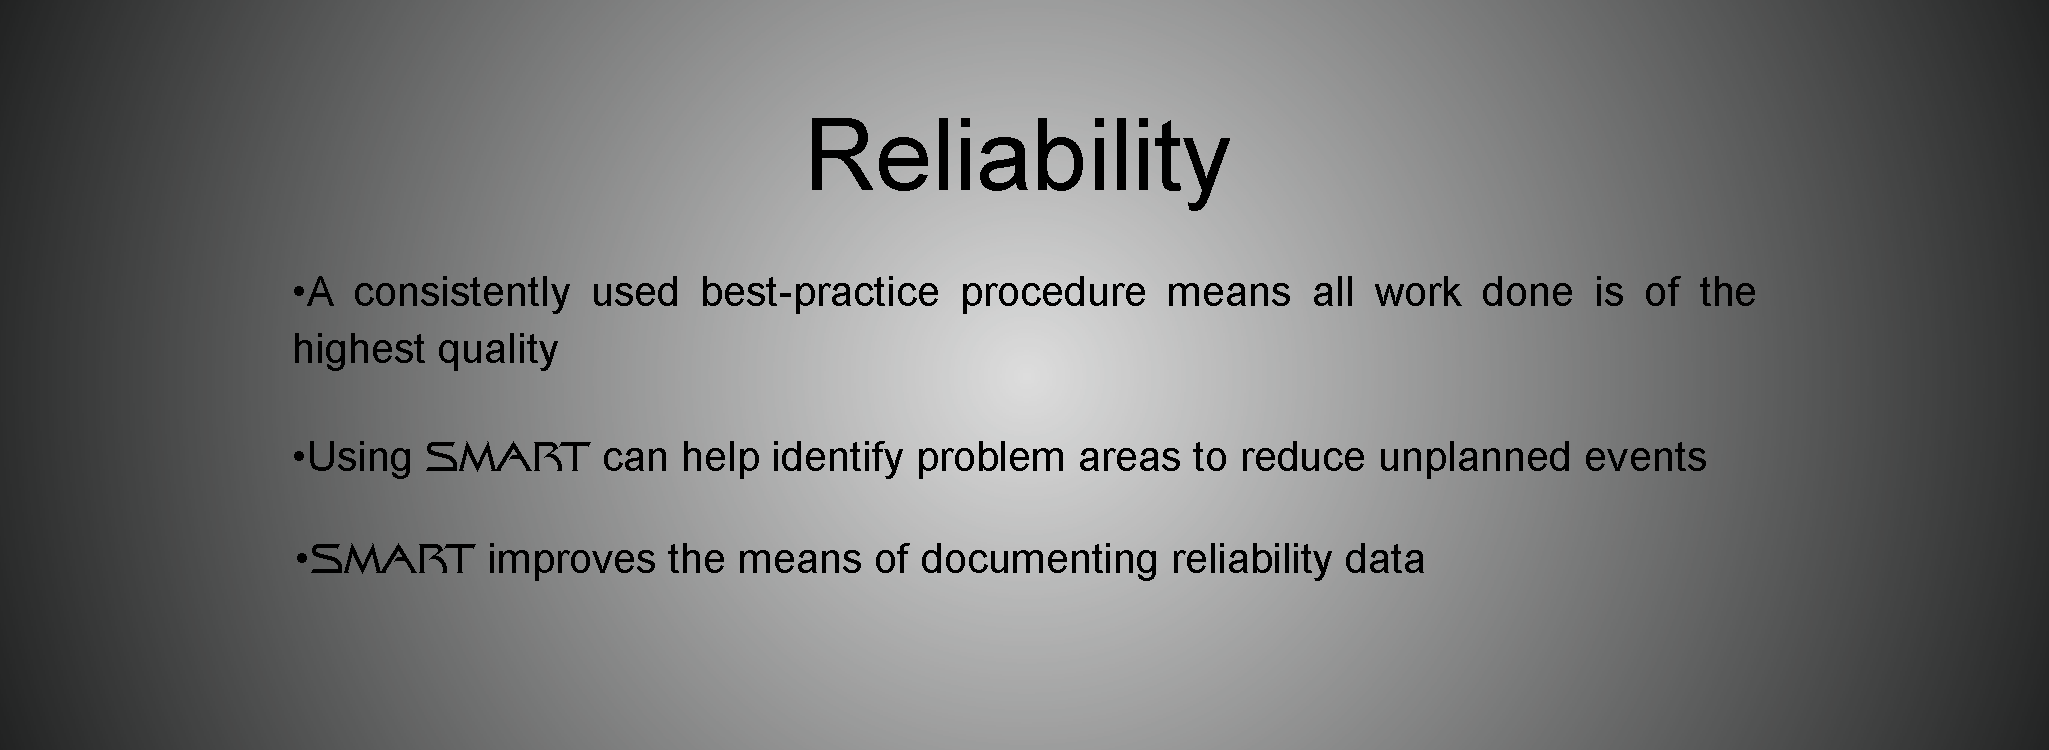 Reliability
•A consistently used best-practice procedure means all work done is of the
highest quality
•Using SMART can help identify problem areas to reduce unplanned events
•SMART improves the means of documenting reliability data